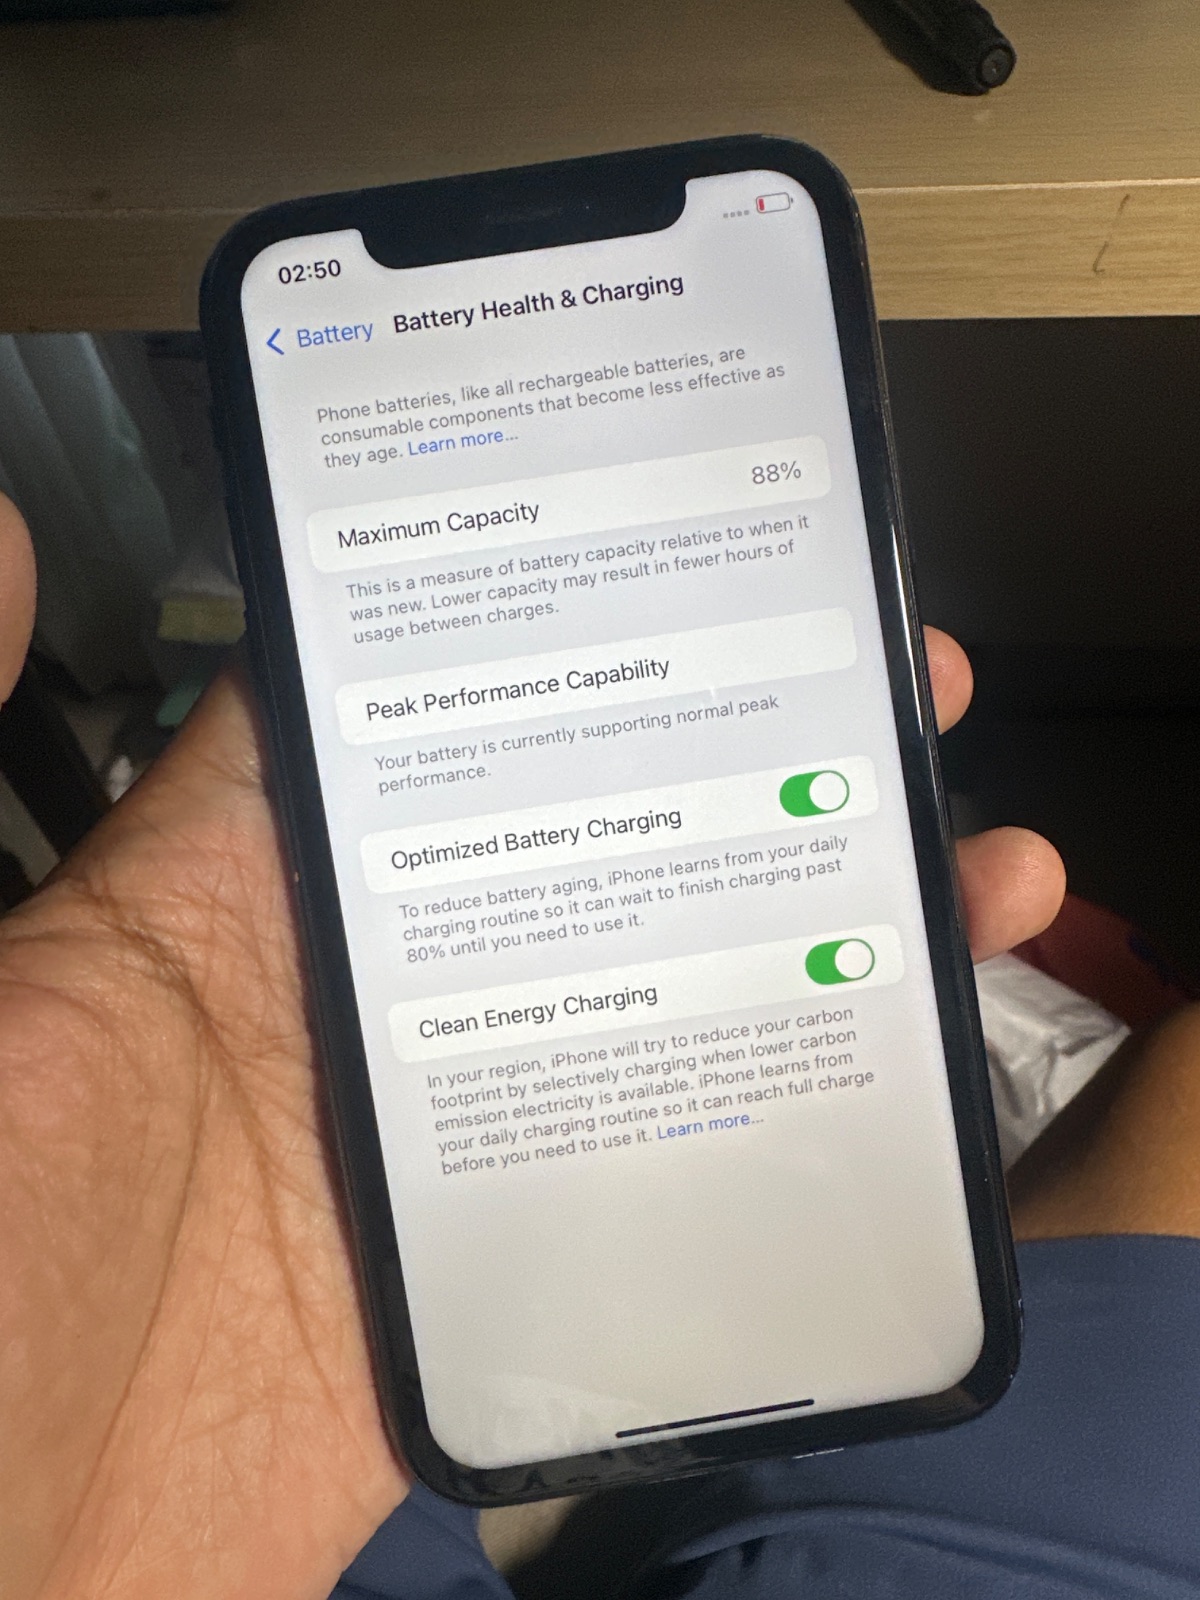 02:50
Battery
Battery Health & Charging
Phone batteries, like all rechargeable batteries, are
consumable components that become less effective as
they age. Learn more...
Maximum Capacity
88%
This is a measure of battery capacity relative to when it
was new. Lower capacity may result in fewer hours of
usage between charges.
Peak Performance Capability
Your battery is currently supporting normal peak
performance.
Optimized Battery Charging
To reduce battery aging, iPhone learns from your daily
charging routine so it can wait to finish charging past
80% until you need to use it.
Clean Energy Charging
In your region, iPhone will try to reduce your carbon
footprint by selectively charging when lower carbon
emission electricity is available. iPhone learns from
your daily charging routine so it can reach full charge
before you need to use it. Learn more...